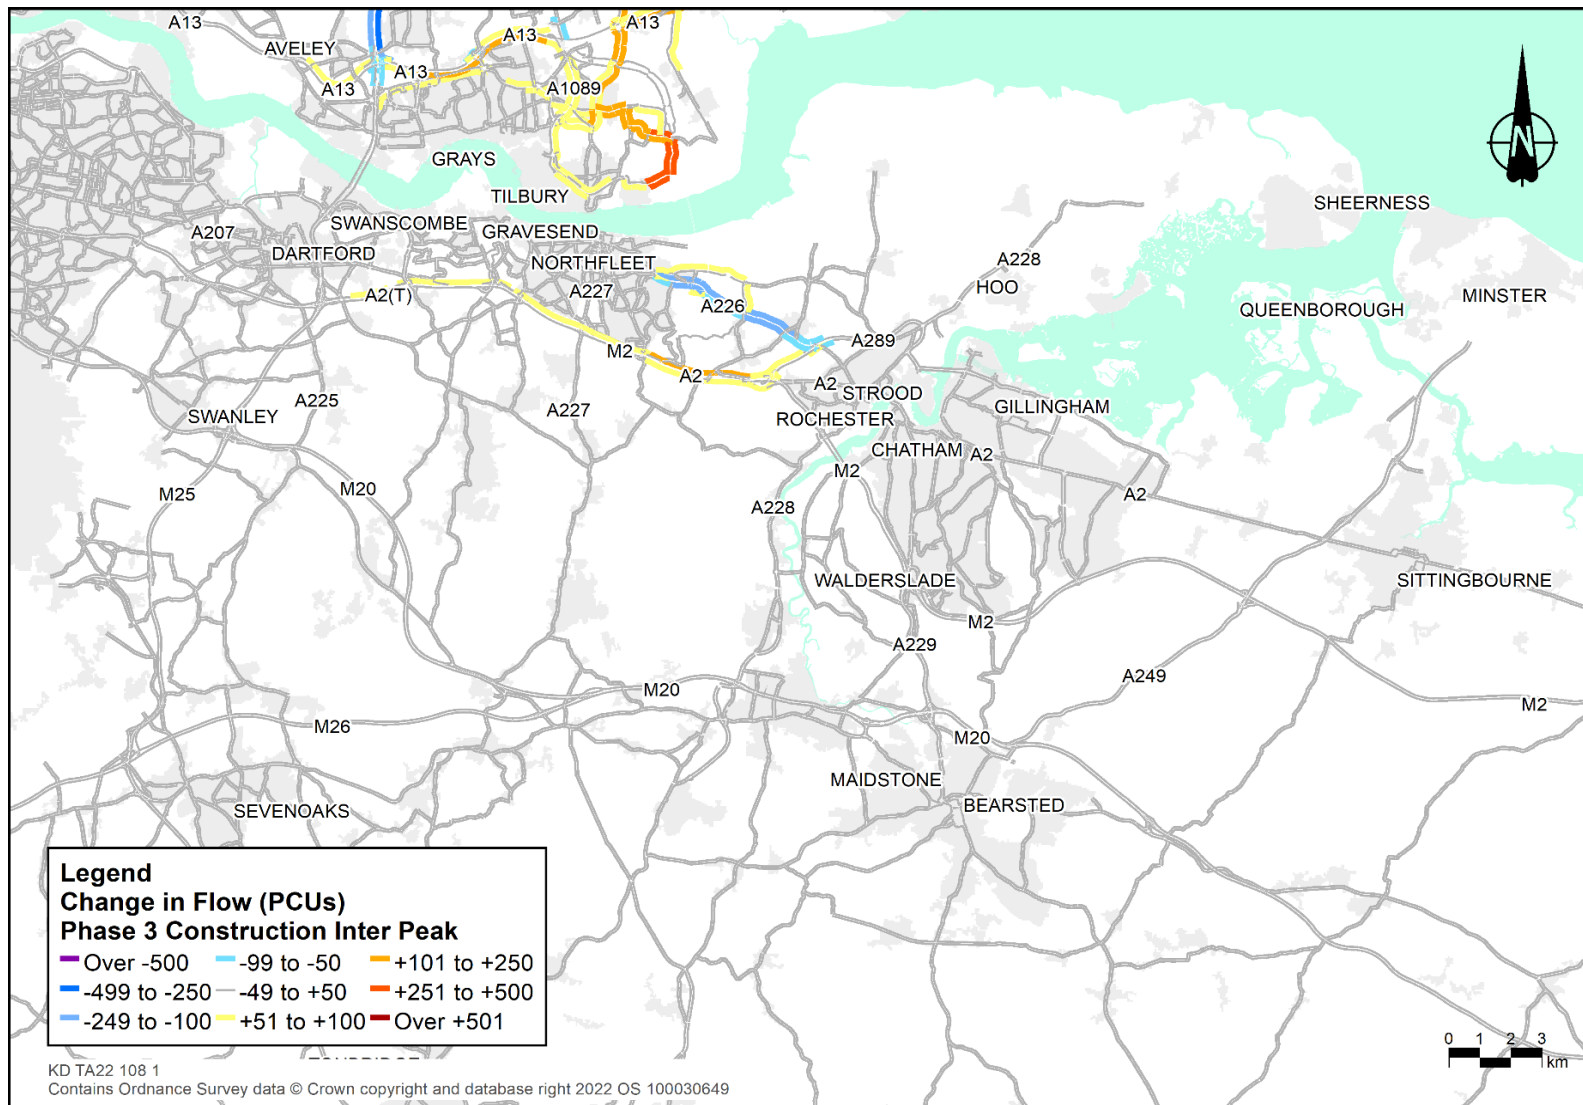 A13
A13
A13
AVELEY
A13
A13
A1089
GRAYS
TILBURY
SHEERNESS
SWANSCOMBE
A207
GRAVESEND
DARTFORD
NORTHFLEET
A228
HOO
A2(T)
A227
A226
MINSTER
QUEENBOROUGH
M2
A289
A2
A2
STROOD
A225
SWANLEY
A227
ROCHESTER
GILLINGHAM
CHATHAM
A2
M2
M25
M20
A2
A228
WALDERSLADE
SITTINGBOURNE
M2
A229
A249
M20
M2
M26
M20
MAIDSTONE
SEVENOAKS
BEARSTED
N
Legend
Change in Flow (PCUs)
Phase 3 Construction Inter Peak
Over -500 -99 to -50 +101 to +250
-499 to -250 -49 to +50 +251 to +500
-249 to -100 +51 to +100 Over +501
0 1 2 3
km
KD TA22 108 1
Contains Ordnance Survey data © Crown copyright and database right 2022 OS 100030649